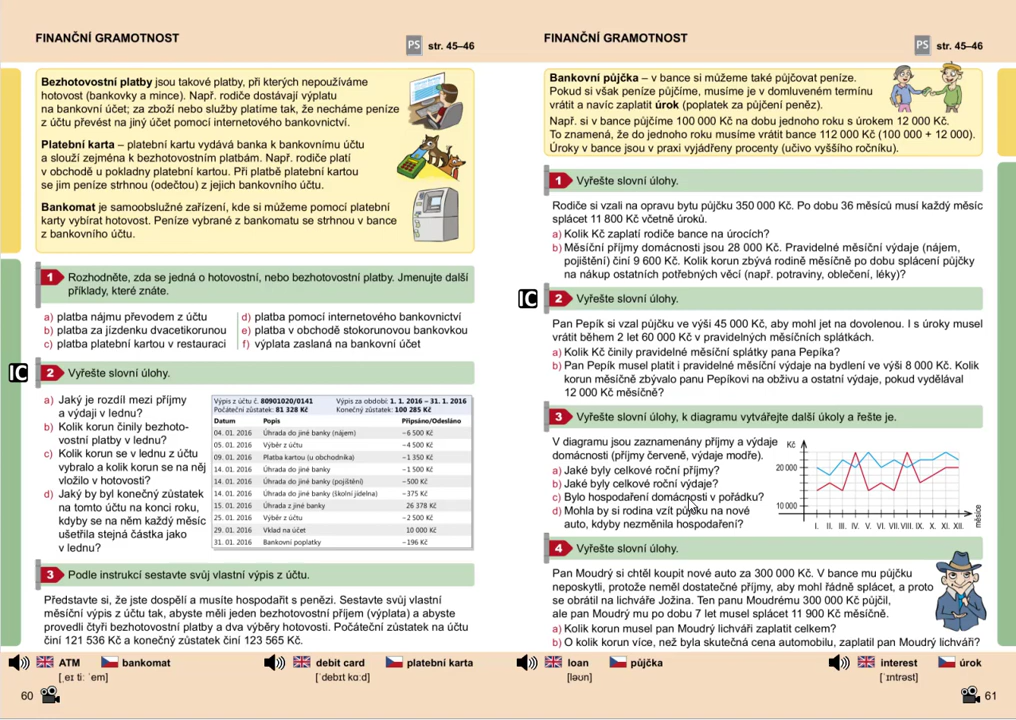 FINANČNÍ GRAMOTNOST
PS str. 45–46
Bezhotovostní platby jsou takové platby, při kterých nepoužíváme
hotovost (bankovky a mince). Např. rodiče dostávají výplatu
na bankovní účet; za zboží nebo služby platíme tak, že necháme peníze
z účtu převést na jiný účet pomocí internetového bankovnictví.
Platební karta – platební kartu vydává banka k bankovnímu účtu
a slouží zejména k bezhotovostním platbám. Např. rodiče platí
v obchodě u pokladny platební kartou. Při platbě platební kartou
se jim peníze strhnou (odečtou) z jejich bankovního účtu.
Bankomat je samoobslužné zařízení, kde si můžeme pomocí platební
karty vybírat hotovost. Peníze vybrané z bankomatu se strhnou v bance
z bankovního účtu.
1 Rozhodněte, zda se jedná o hotovostní, nebo bezhotovostní platby. Jmenujte další
příklady, které znáte.
a) platba nájmu převodem z účtu
b) platba za jízdenku dvacetikorunou
c) platba platební kartou v restauraci
d) platba pomocí internetového bankovnictví
e) platba v obchodě stokorunovou bankovkou
f) výplata zaslaná na bankovní účet
IC
2 Vyřešte slovní úlohy.
a) Jaký je rozdíl mezi příjmy
a výdaji v lednu?
b) Kolik korun činily bezhoto-
vostní platby v lednu?
c) Kolik korun se v lednu z účtu
vybralo a kolik korun se na něj
vložilo v hotovosti?
d) Jaký by byl konečný zůstatek
na tomto účtu na konci roku,
kdyby se na něm každý měsíc
ušetřila stejná částka jako
v lednu?
Výpis z účtu č. 80901020/0141 Výpis za období: 1. 1. 2016 – 31. 1. 2016
Počáteční zůstatek: 81 328 Kč Konečný zůstatek: 100 285 Kč
Datum Popis Připsáno/Odesláno
04. 01. 2016 Úhrada do jiné banky (nájem) −6 500 Kč
05. 01. 2016 Výběr z účtu −4 500 Kč
09. 01. 2016 Platba kartou (u obchodníka) −1 350 Kč
14. 01. 2016 Úhrada do jiné banky −1 500 Kč
14. 01. 2016 Úhrada do jiné banky (pojištění) −500 Kč
14. 01. 2016 Úhrada do jiné banky (školní jídelna) −375 Kč
15. 01. 2016 Úhrada z jiné banky 26 378 Kč
25. 01. 2016 Výběr z účtu −2 500 Kč
29. 01. 2016 Vklad na účet 10 000 Kč
31. 01. 2016 Bankovní poplatky −196 Kč
3 Podle instrukcí sestavte svůj vlastní výpis z účtu.
Představte si, že jste dospělí a musíte hospodařit s penězi. Sestavte svůj vlastní
měsíční výpis z účtu tak, abyste měli jeden bezhotovostní příjem (výplata) a abyste
provedli čtyři bezhotovostní platby a dva výběry hotovosti. Počáteční zůstatek na účtu
činí 121 536 Kč a konečný zůstatek činí 123 565 Kč.
ATM bankomat debit card platební karta
[ˌeɪ tiː ˈem] [ˈdebɪt kɑːd]
60
FINANČNÍ GRAMOTNOST
PS str. 45–46
Bankovní půjčka – v bance si můžeme také půjčovat peníze.
Pokud si však peníze půjčíme, musíme je v domluveném termínu
vrátit a navíc zaplatit úrok (poplatek za půjčení peněz).
Např. si v bance půjčíme 100 000 Kč na dobu jednoho roku s úrokem 12 000 Kč.
To znamená, že do jednoho roku musíme vrátit bance 112 000 Kč (100 000 + 12 000).
Úroky v bance jsou v praxi vyjádřeny procenty (učivo vyššího ročníku).
1 Vyřešte slovní úlohy.
Rodiče si vzali na opravu bytu půjčku 350 000 Kč. Po dobu 36 měsíců musí každý měsíc
splácet 11 800 Kč včetně úroků.
a) Kolik Kč zaplatí rodiče bance na úrocích?
b) Měsíční příjmy domácnosti jsou 28 000 Kč. Pravidelné měsíční výdaje (nájem,
pojištění) činí 9 600 Kč. Kolik korun zbývá rodině měsíčně po dobu splácení půjčky
na nákup ostatních potřebných věcí (např. potraviny, oblečení, léky)?
IC
2 Vyřešte slovní úlohy.
Pan Pepík si vzal půjčku ve výši 45 000 Kč, aby mohl jet na dovolenou. I s úroky musel
vrátit během 2 let 60 000 Kč v pravidelných měsíčních splátkách.
a) Kolik Kč činily pravidelné měsíční splátky pana Pepíka?
b) Pan Pepík musel platit i pravidelné měsíční výdaje na bydlení ve výši 8 000 Kč. Kolik
korun měsíčně zbývalo panu Pepíkovi na obživu a ostatní výdaje, pokud vydělával
12 000 Kč měsíčně?
3 Vyřešte slovní úlohy, k diagramu vytvářejte další úkoly a řešte je.
V diagramu jsou zaznamenány příjmy a výdaje
domácnosti (příjmy červeně, výdaje modře).
a) Jaké byly celkové roční příjmy?
b) Jaké byly celkové roční výdaje?
c) Bylo hospodaření domácnosti v pořádku?
d) Mohla by si rodina vzít půjčku na nové
auto, kdyby nezměnila hospodaření?
Kč
20 000
10 000
I. II. III. IV. V. VI. VII. VIII. IX. X. XI. XII.
měsíce
4 Vyřešte slovní úlohy.
Pan Moudrý si chtěl koupit nové auto za 300 000 Kč. V bance mu půjčku
neposkytli, protože neměl dostatečné příjmy, aby mohl řádně splácet, a proto
se obrátil na lichváře Jožina. Ten panu Moudrému 300 000 Kč půjčil,
ale pan Moudrý mu po dobu 7 let musel splácet 11 900 Kč měsíčně.
a) Kolik korun musel pan Moudrý lichváři zaplatit celkem?
b) O kolik korun více, než byla skutečná cena automobilu, zaplatil pan Moudrý lichváři?
loan půjčka interest úrok
[ləʊn] [ˈɪntrəst]
61